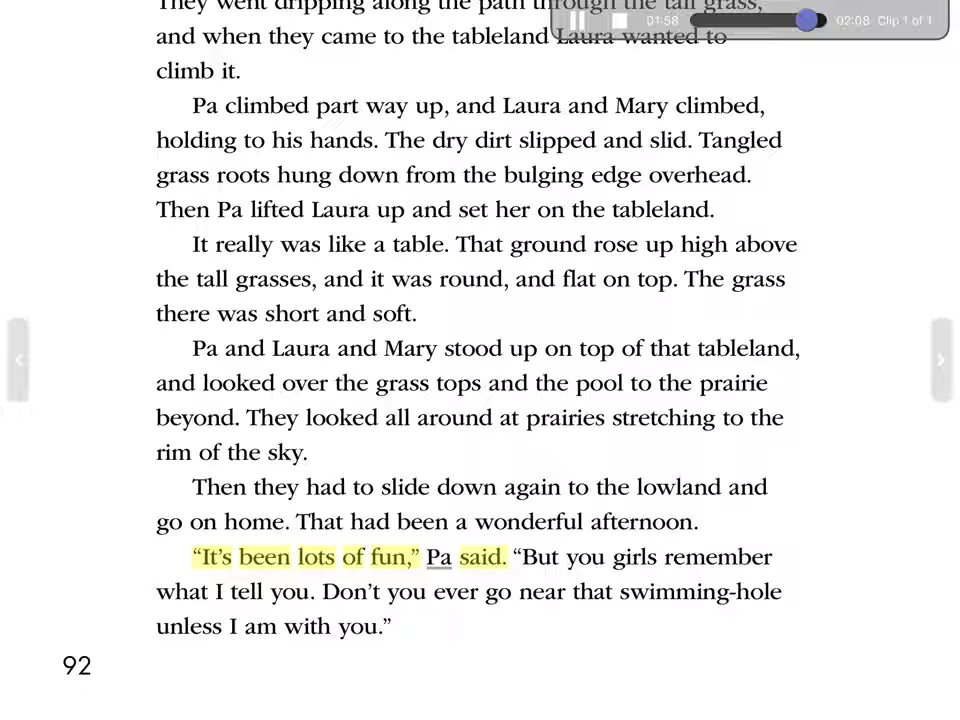 They went dripping along the path through the tall grass,
01:58 02:08 Clip 1 of 1
and when they came to the tableland Laura wanted to
climb it.
Pa climbed part way up, and Laura and Mary climbed,
holding to his hands. The dry dirt slipped and slid. Tangled
grass roots hung down from the bulging edge overhead.
Then Pa lifted Laura up and set her on the tableland.
It really was like a table. That ground rose up high above
the tall grasses, and it was round, and flat on top. The grass
there was short and soft.
Pa and Laura and Mary stood up on top of that tableland,
and looked over the grass tops and the pool to the prairie
beyond. They looked all around at prairies stretching to the
rim of the sky.
Then they had to slide down again to the lowland and
go on home. That had been a wonderful afternoon.
“It’s been lots of fun,” Pa said. “But you girls remember
what I tell you. Don’t you ever go near that swimming-hole
unless I am with you.”
92